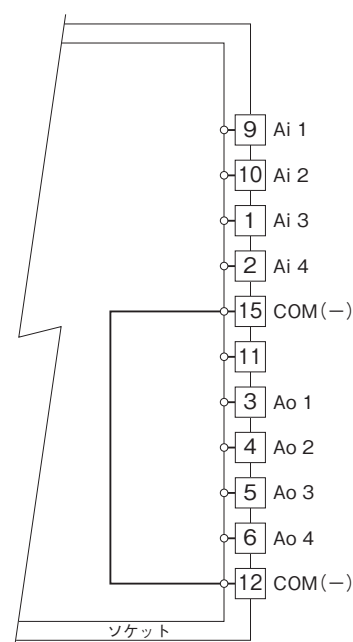 9 Ai 1
10 Ai 2
1 Ai 3
2 Ai 4
15 COM(−)
11
3 Ao 1
4 Ao 2
5 Ao 3
6 Ao 4
12 COM(−)
ソケット